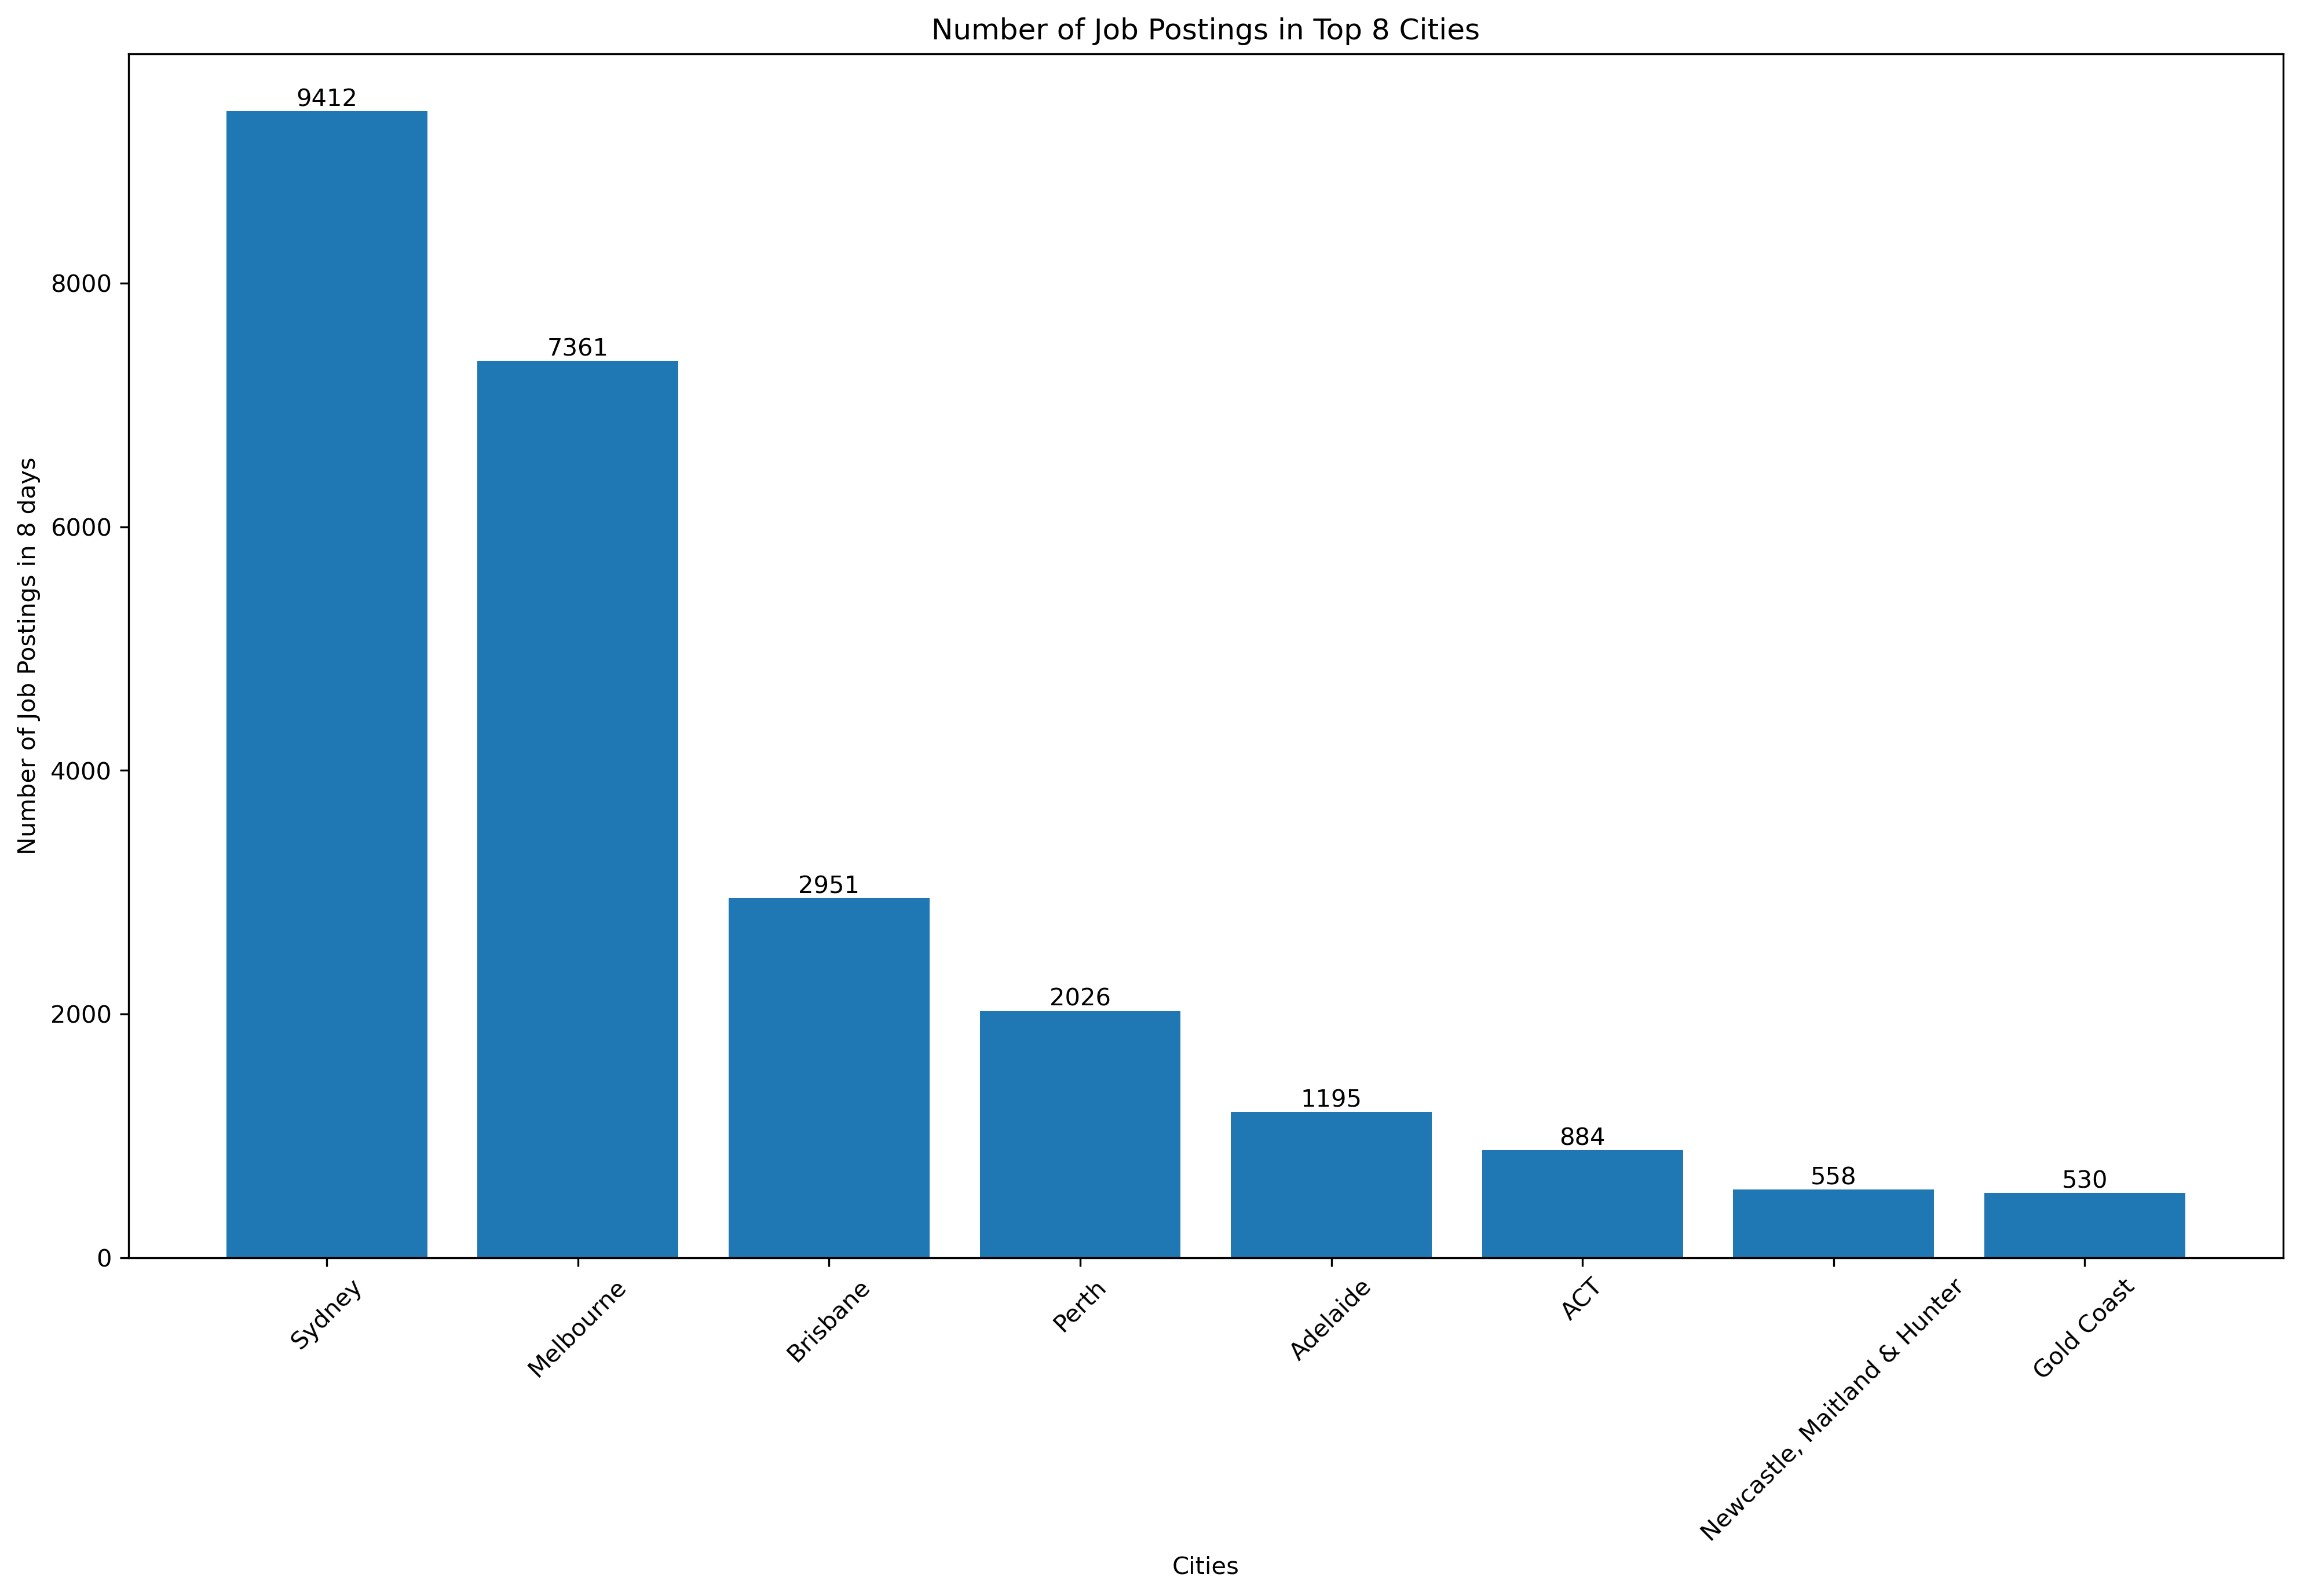 Number of Job Postings in Top 8 Cities
Number of Job Postings in 8 days
8000
6000
4000
2000
0
9412
7361
2951
2026
1195
884
558
530
Sydney
Melbourne
Brisbane
Perth
Adelaide
ACT
Newcastle, Maitland & Hunter
Gold Coast
Cities